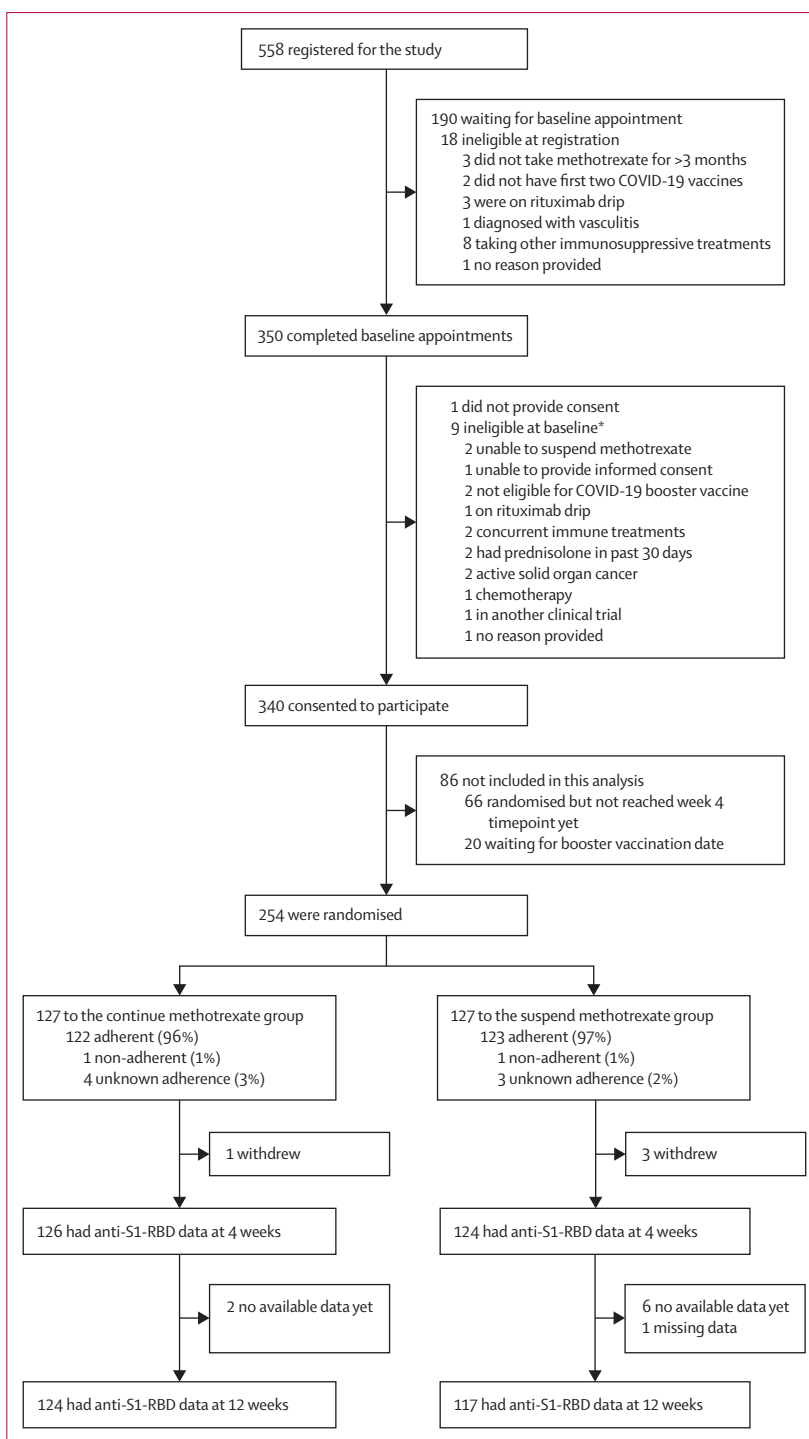 558 registered for the study
190 waiting for baseline appointment
18 ineligible at registration
3 did not take methotrexate for >3 months
2 did not have first two COVID-19 vaccines
3 were on rituximab drip
1 diagnosed with vasculitis
8 taking other immunosuppressive treatments
1 no reason provided
350 completed baseline appointments
1 did not provide consent
9 ineligible at baseline*
2 unable to suspend methotrexate
1 unable to provide informed consent
2 not eligible for COVID-19 booster vaccine
1 on rituximab drip
2 concurrent immune treatments
2 had prednisolone in past 30 days
2 active solid organ cancer
1 chemotherapy
1 in another clinical trial
1 no reason provided
340 consented to participate
86 not included in this analysis
66 randomised but not reached week 4
timepoint yet
20 waiting for booster vaccination date
254 were randomised
127 to the continue methotrexate group
122 adherent (96%)
1 non-adherent (1%)
4 unknown adherence (3%)
127 to the suspend methotrexate group
123 adherent (97%)
1 non-adherent (1%)
3 unknown adherence (2%)
1 withdrew
3 withdrew
126 had anti-S1-RBD data at 4 weeks
124 had anti-S1-RBD data at 4 weeks
2 no available data yet
6 no available data yet
1 missing data
124 had anti-S1-RBD data at 12 weeks
117 had anti-S1-RBD data at 12 weeks